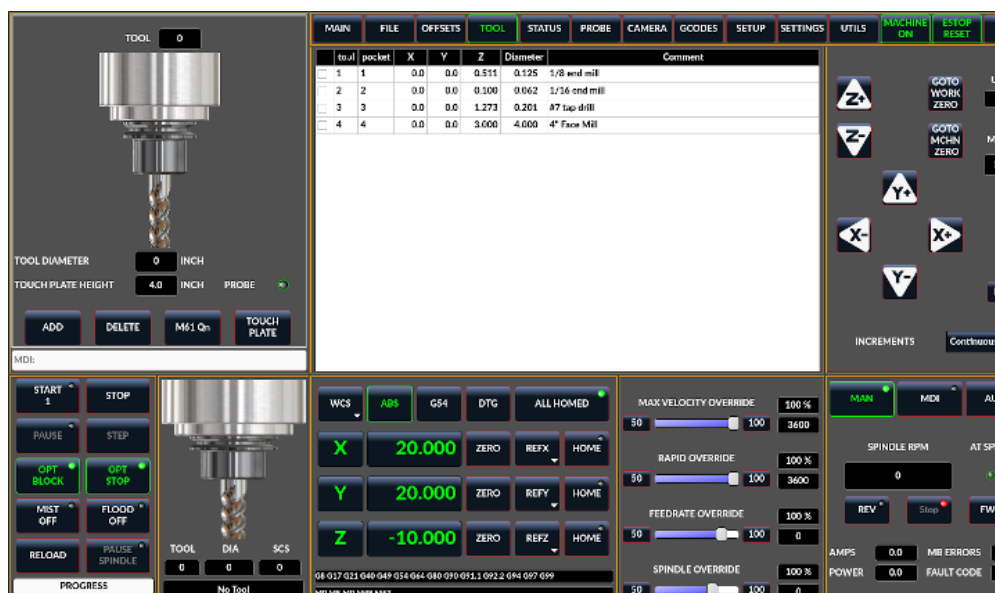 TOOL 0
MAIN FILE OFFSETS TOOL STATUS PROBE CAMERA GCODES SETUP SETTINGS UTILS MACHINE ON ESTOP RESET
tool pocket X Y Z Diameter Comment
1 1 0.0 0.0 0.511 0.125 1/8 end mill
2 2 0.0 0.0 0.100 0.062 1/16 end mill
3 3 0.0 0.0 1.273 0.201 #7 tap drill
4 4 0.0 0.0 3.000 4.000 4" Face Mill
Z+ GOTO WORK ZERO
Z- GOTO MCHN ZERO
Y+
X- X+
Y-
INCREMENTS Continuous
TOOL DIAMETER 0 INCH
TOUCH PLATE HEIGHT 4.0 INCH PROBE
ADD DELETE M61 Qn TOUCH PLATE
MDI:
START 1 STOP
PAUSE STEP
OPT BLOCK OPT STOP
MIST OFF FLOOD OFF
RELOAD PAUSE SPINDLE
PROGRESS
TOOL DIA SCS
0 0 0
No Tool
WCS ABS G54 DTG ALL HOMED
X 20.000 ZERO REFX HOME
Y 20.000 ZERO REFY HOME
Z -10.000 ZERO REFZ HOME
G8 G17 G21 G40 G49 G54 G64 G80 G90 G91.1 G92.2 G94 G97 G99
MAX VELOCITY OVERRIDE 100 %
50 100 3600
RAPID OVERRIDE 100 %
50 100 3600
FEEDRATE OVERRIDE 100 %
50 100 0
SPINDLE OVERRIDE 100 %
50 100 0
MAN MDI AU
SPINDLE RPM AT SP
0
REV Stop FW
AMPS 0.0 MB ERRORS
POWER 0.0 FAULT CODE